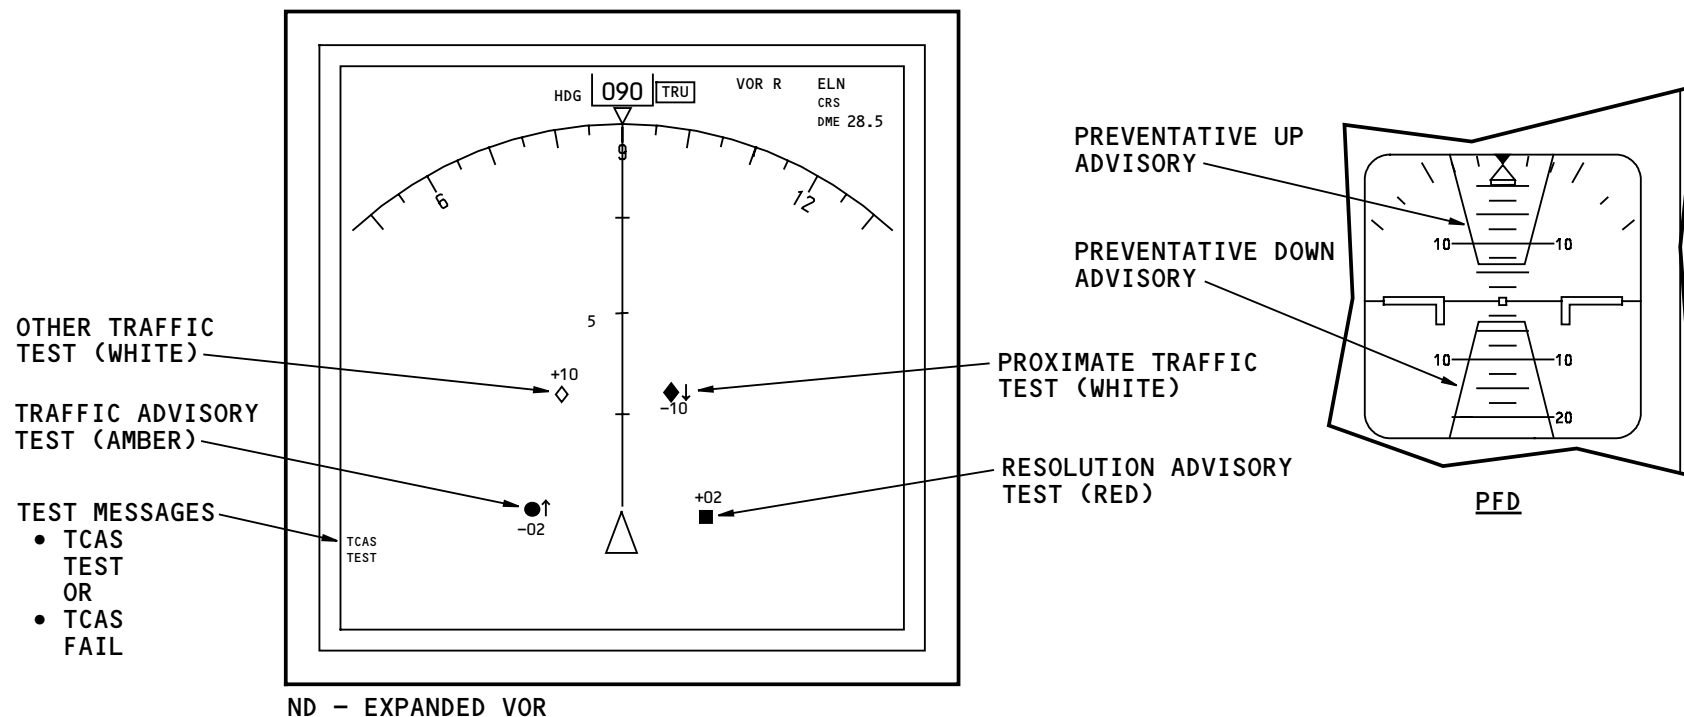 HDG 090 TRU
VOR R
ELN
CRS
DME 28.5
6
9
12
5
+10
-10
-02
+02
TCAS
TEST
OTHER TRAFFIC
TEST (WHITE)
TRAFFIC ADVISORY
TEST (AMBER)
TEST MESSAGES
• TCAS
TEST
OR
• TCAS
FAIL
PROXIMATE TRAFFIC
TEST (WHITE)
RESOLUTION ADVISORY
TEST (RED)
ND - EXPANDED VOR
PREVENTATIVE UP
ADVISORY
PREVENTATIVE DOWN
ADVISORY
10 10
10 10
20
PFD